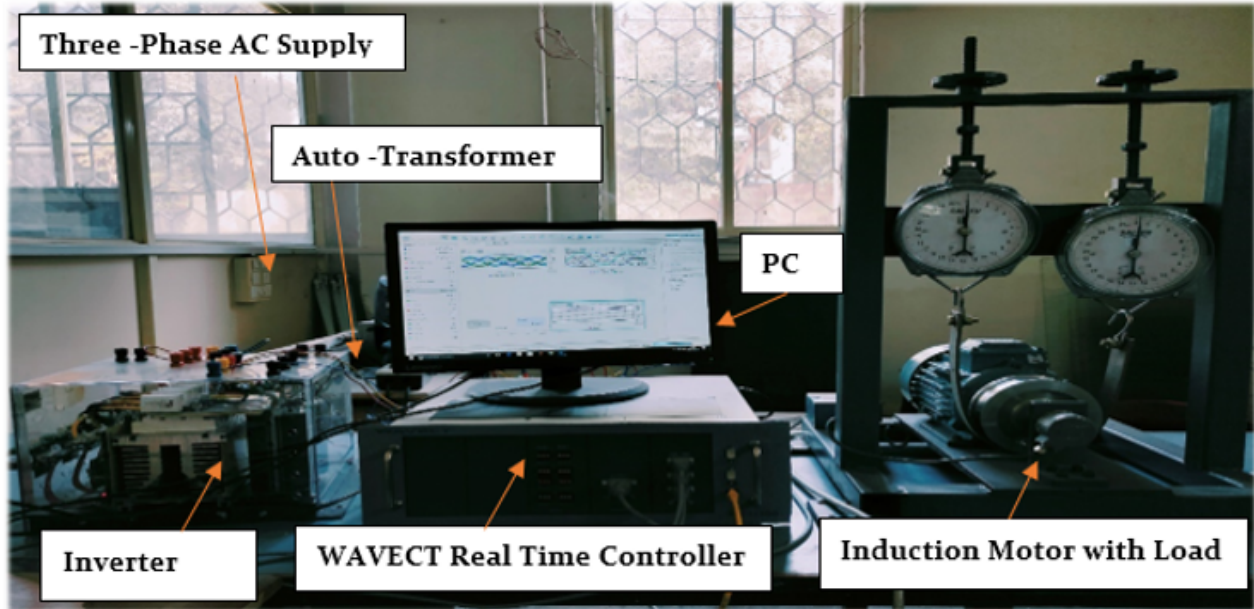 Three -Phase AC Supply
Auto -Transformer
PC
Inverter
WAVECT Real Time Controller
Induction Motor with Load